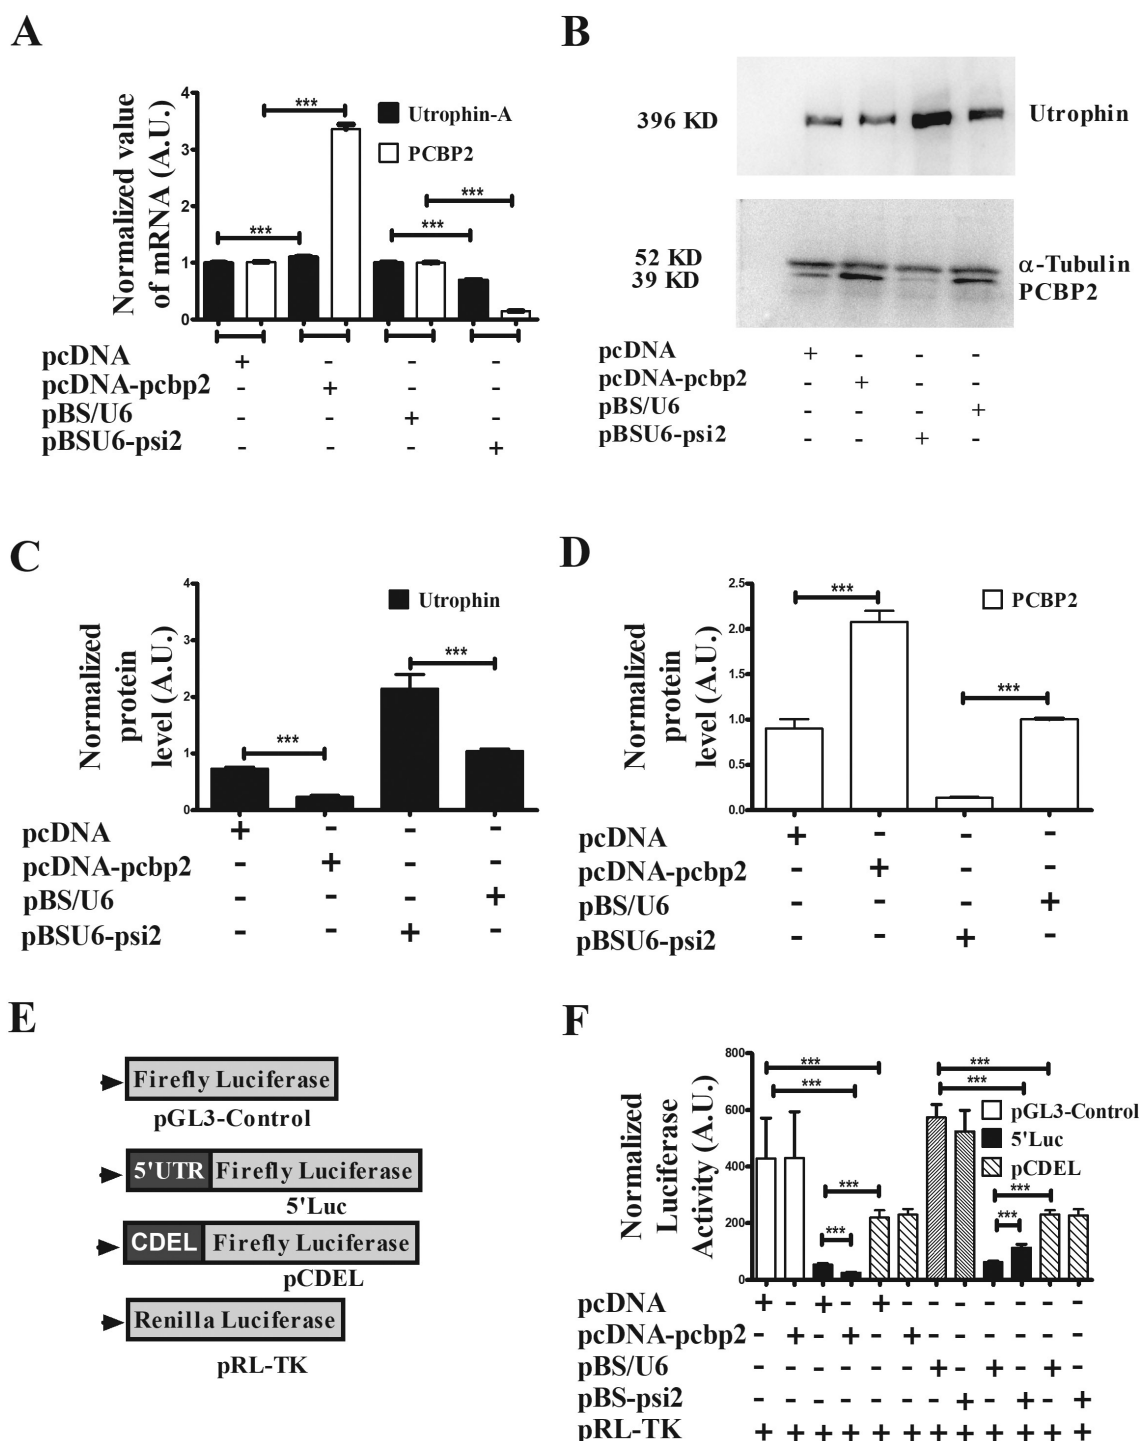 A
Normalized value
of mRNA (A.U.)
4
3
2
1
0
***
***
***
***
Utrophin-A
PCBP2
pcDNA + - - -
pcDNA-pcbp2 - + - -
pBS/U6 - - + -
pBSU6-psi2 - - - +
B
396 KD
Utrophin
52 KD
39 KD
α-Tubulin
PCBP2
pcDNA + - - -
pcDNA-pcbp2 - + - -
pBS/U6 - - - +
pBSU6-psi2 - - + -
C
Normalized
protein
level (A.U.)
4
3
2
1
0
***
***
Utrophin
pcDNA + - - -
pcDNA-pcbp2 - + - -
pBS/U6 - - - +
pBSU6-psi2 - - + -
D
Normalized
protein
level (A.U.)
2.5
2.0
1.5
1.0
0.5
0.0
***
***
PCBP2
pcDNA + - - -
pcDNA-pcbp2 - + - -
pBS/U6 - - - +
pBSU6-psi2 - - + -
E
Firefly Luciferase
pGL3-Control
5'UTR Firefly Luciferase
5'Luc
CDEL Firefly Luciferase
pCDEL
Renilla Luciferase
pRL-TK
F
Normalized
Luciferase
Activity (A.U.)
800
600
400
200
0
***
***
***
***
***
***
***
***
pGL3-Control
5'Luc
pCDEL
pcDNA + - + - + - - - - - - -
pcDNA-pcbp2 - + - + - + - - - - - -
pBS/U6 - - - - - - + - + - + -
pBS-psi2 - - - - - - - + - + - +
pRL-TK + + + + + + + + + + + +